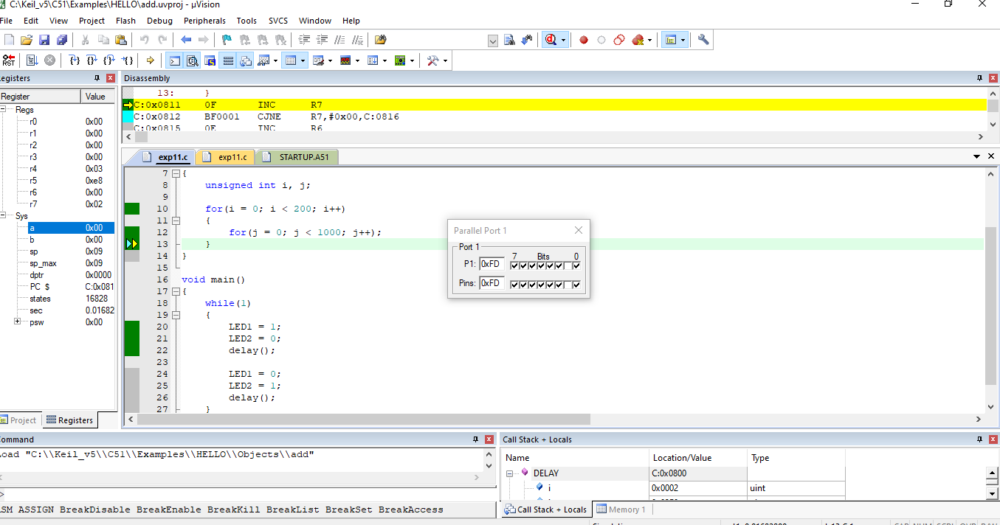 C:\Keil_v5\C51\Examples\HELLO\add.uvproj - µVision
File Edit View Project Flash Debug Peripherals Tools SVCS Window Help
RST
egisters
Disassembly
Register Value
Regs
r0 0x00
r1 0x00
r2 0x00
r3 0x00
r4 0x03
r5 0xe8
r6 0x00
r7 0x02
Sys
a 0x00
b 0x00
sp 0x09
sp_max 0x09
dptr 0x0000
PC $ C:0x081
states 16828
sec 0.01682
psw 0x00
Project Registers
13: }
C:0x0811 0F INC R7
C:0x0812 BF0001 CJNE R7,#0x00,C:0816
C:0x0815 0E INC R6
exp11.c exp11.c STARTUP.A51
7 {
8 unsigned int i, j;
9
10 for(i = 0; i < 200; i++)
11 {
12 for(j = 0; j < 1000; j++);
13 }
14 }
15
16 void main()
17 {
18 while(1)
19 {
20 LED1 = 1;
21 LED2 = 0;
22 delay();
23
24 LED1 = 0;
25 LED2 = 1;
26 delay();
27 }
Parallel Port 1
Port 1
7 Bits 0
P1: 0xFD
Pins: 0xFD
ommand
Load "C:\\Keil_v5\\C51\\Examples\\HELLO\\Objects\\add"
>
SM ASSIGN BreakDisable BreakEnable BreakKill BreakList BreakSet BreakAccess
Call Stack + Locals
Name Location/Value Type
DELAY C:0x0800
i 0x0002 uint
Call Stack + Locals Memory 1